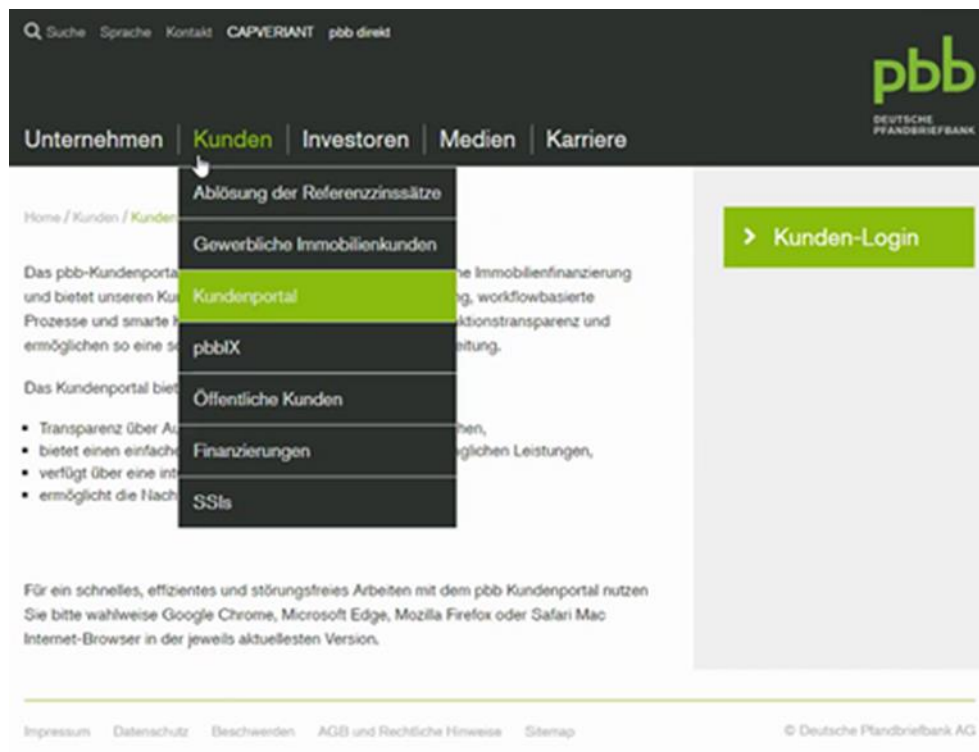 Suche Sprache Kontakt CAPVERIANT pbb direkt
pbb
DEUTSCHE
PFANDBRIEFBANK
Unternehmen Kunden Investoren Medien Karriere
Ablösung der Referenzzinssätze
Gewerbliche Immobilienkunden
Kundenportal
pbbIX
Öffentliche Kunden
Finanzierungen
SSIs
Home / Kunden / Kunden
Kunden-Login
Das pbb-Kundenporta he Immobilienfinanzierung
und bietet unseren Ku g, workflowbasierte
Prozesse und smarte ktionstransparenz und
ermöglichen so eine s eitung.
Das Kundenportal biet
Transparenz über Au hen,
bietet einen einfache glichen Leistungen,
verfügt über eine int
ermöglicht die Nach
Für ein schnelles, effizientes und störungsfreies Arbeiten mit dem pbb Kundenportal nutzen
Sie bitte wahlweise Google Chrome, Microsoft Edge, Mozilla Firefox oder Safari Mac
Internet-Browser in der jeweils aktuellesten Version.
Impressum Datenschutz Beschwerden AGB und Rechtliche Hinweise Sitemap © Deutsche Pfandbriefbank AG